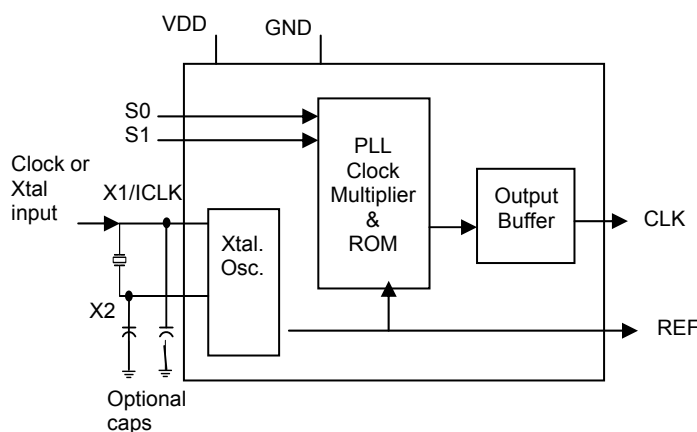 VDD
GND
S0
S1
PLL
Clock
Multiplier
&
ROM
Clock or
Xtal
input
X1/ICLK
Output
Buffer
CLK
Xtal.
Osc.
X2
REF
Optional
caps